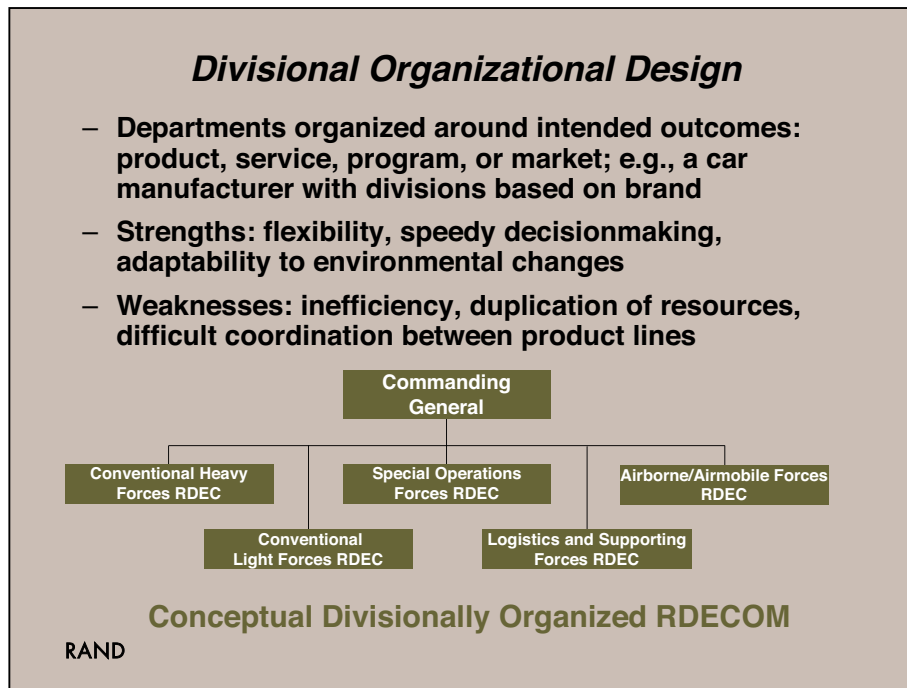 Divisional Organizational Design
– Departments organized around intended outcomes:
product, service, program, or market; e.g., a car
manufacturer with divisions based on brand
– Strengths: flexibility, speedy decisionmaking,
adaptability to environmental changes
– Weaknesses: inefficiency, duplication of resources,
difficult coordination between product lines
Commanding
General
Conventional Heavy
Forces RDEC
Special Operations
Forces RDEC
Airborne/Airmobile Forces
RDEC
Conventional
Light Forces RDEC
Logistics and Supporting
Forces RDEC
Conceptual Divisionally Organized RDECOM
RAND